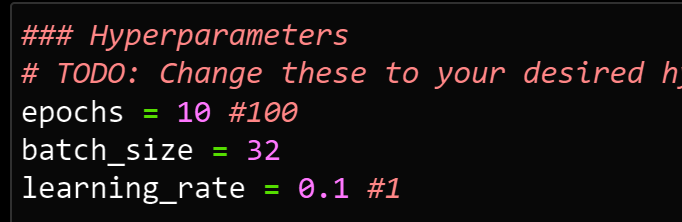 ### Hyperparameters
# TODO: Change these to your desired
epochs = 10 #100
batch_size = 32
learning_rate = 0.1 #1